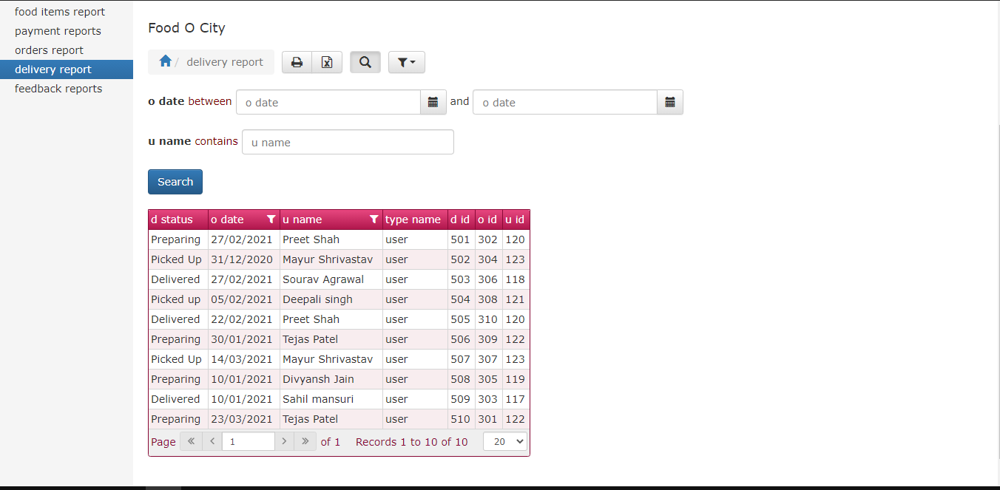 food items report
payment reports
orders report
delivery report
feedback reports
Food O City
/ delivery report
o date between o date and o date
u name contains u name
Search
d status o date u name type name d id o id u id
Preparing 27/02/2021 Preet Shah user 501 302 120
Picked Up 31/12/2020 Mayur Shrivastav user 502 304 123
Delivered 27/02/2021 Sourav Agrawal user 503 306 118
Picked up 05/02/2021 Deepali singh user 504 308 121
Delivered 22/02/2021 Preet Shah user 505 310 120
Preparing 30/01/2021 Tejas Patel user 506 309 122
Picked Up 14/03/2021 Mayur Shrivastav user 507 307 123
Preparing 10/01/2021 Divyansh Jain user 508 305 119
Delivered 10/01/2021 Sahil mansuri user 509 303 117
Preparing 23/03/2021 Tejas Patel user 510 301 122
Page « < 1 > » of 1 Records 1 to 10 of 10 20